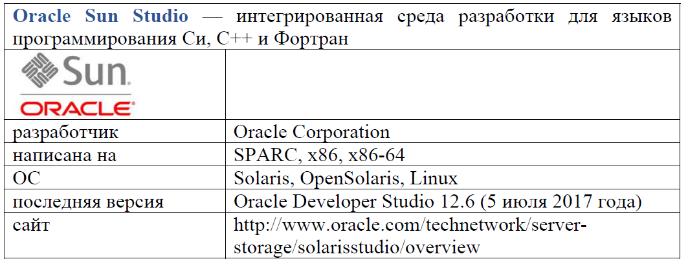 Oracle Sun Studio — интегрированная среда разработки для языков
программирования Си, С++ и Фортран
Sun
ORACLE®
разработчик Oracle Corporation
написана на SPARC, x86, x86-64
ОС Solaris, OpenSolaris, Linux
последняя версия Oracle Developer Studio 12.6 (5 июля 2017 года)
сайт http://www.oracle.com/technetwork/server-
storage/solarisstudio/overview